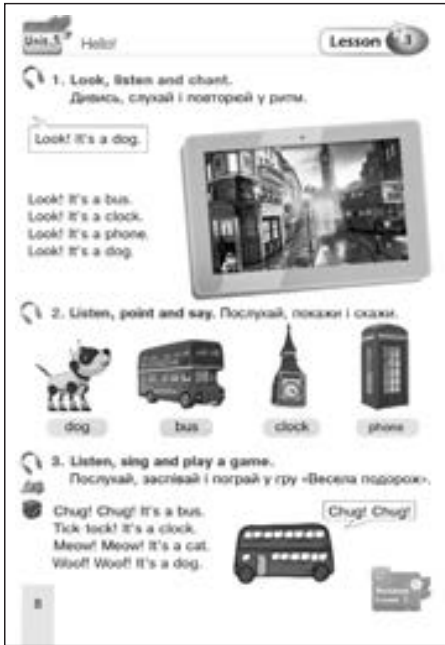 Unit 5 Hello! Lesson 3
1. Look, listen and chant.
Дивись, слухай і повторюй у ритм.
Look! It's a dog.
Look! It's a bus.
Look! It's a clock.
Look! It's a phone.
Look! It's a dog.
2. Listen, point and say. Послухай, покажи і скажи.
dog bus clock phone
3. Listen, sing and play a game.
Послухай, заспівай і пограй у гру «Весела подорож».
Chug! Chug! It's a bus.
Tick tock! It's a clock.
Meow! Meow! It's a cat.
Woof! Woof! It's a dog.
Chug! Chug!
8